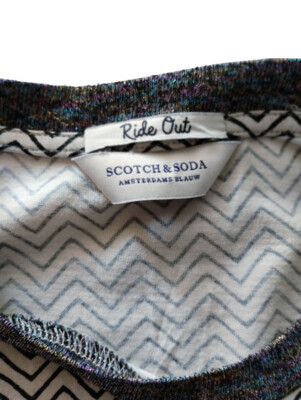 Ride Out
SCOTCH & SODA
AMSTERDAMS BLAUW